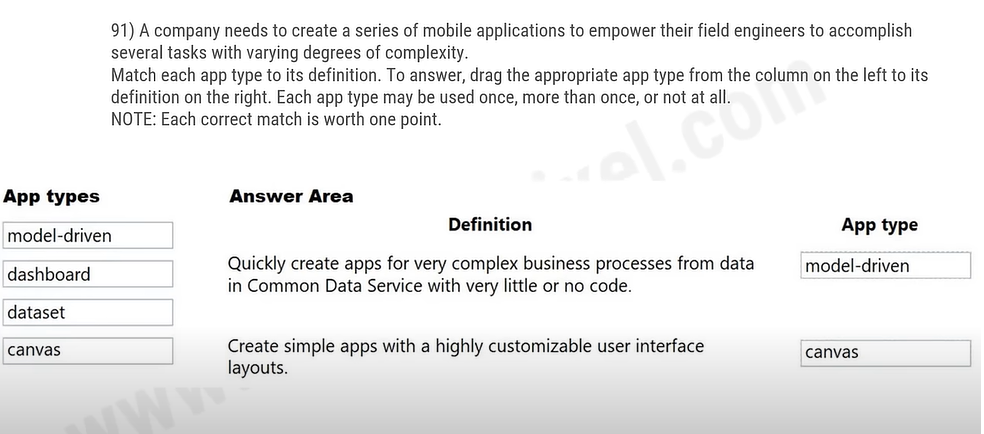 91) A company needs to create a series of mobile applications to empower their field engineers to accomplish
several tasks with varying degrees of complexity.
Match each app type to its definition. To answer, drag the appropriate app type from the column on the left to its
definition on the right. Each app type may be used once, more than once, or not at all.
NOTE: Each correct match is worth one point.
App types
Answer Area
Definition
App type
model-driven
dashboard
dataset
canvas
Quickly create apps for very complex business processes from data
in Common Data Service with very little or no code.
model-driven
Create simple apps with a highly customizable user interface
layouts.
canvas